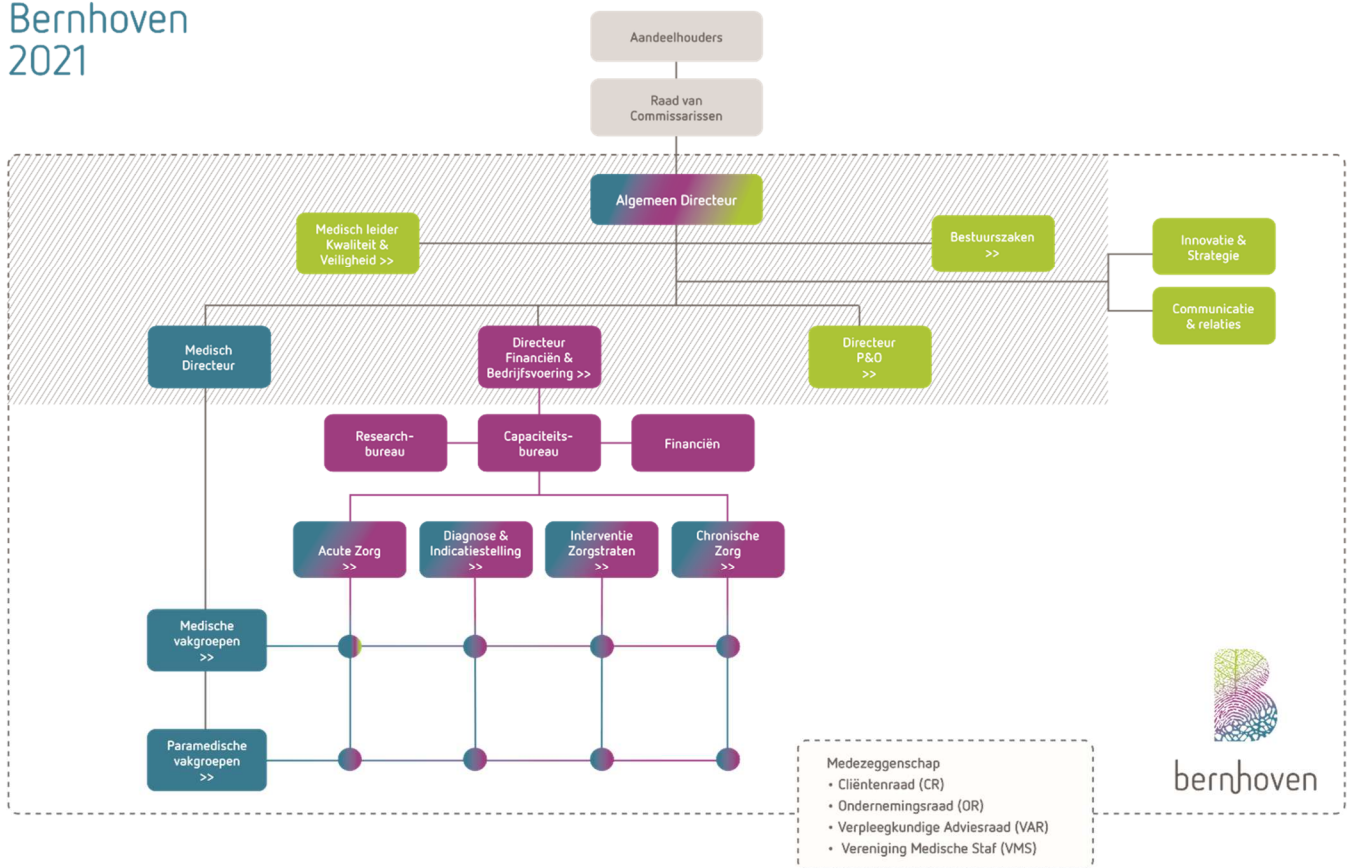 Bernhoven
2021
Aandeelhouders
Raad van
Commissarissen
Algemeen Directeur
Medisch leider
Kwaliteit &
Veiligheid >>
Bestuurszaken
>>
Innovatie &
Strategie
Communicatie
& relaties
Medisch
Directeur
Directeur
Financiën &
Bedrijfsvoering >>
Directeur
P&O
>>
Research-
bureau
Capaciteits-
bureau
Financiën
Acute Zorg
>>
Diagnose &
Indicatiestelling
>>
Interventie
Zorgstraten
>>
Chronische
Zorg
>>
Medische
vakgroepen
>>
Paramedische
vakgroepen
>>
Medezeggenschap
• Cliëntenraad (CR)
• Ondernemingsraad (OR)
• Verpleegkundige Adviesraad (VAR)
• Vereniging Medische Staf (VMS)
bernhoven